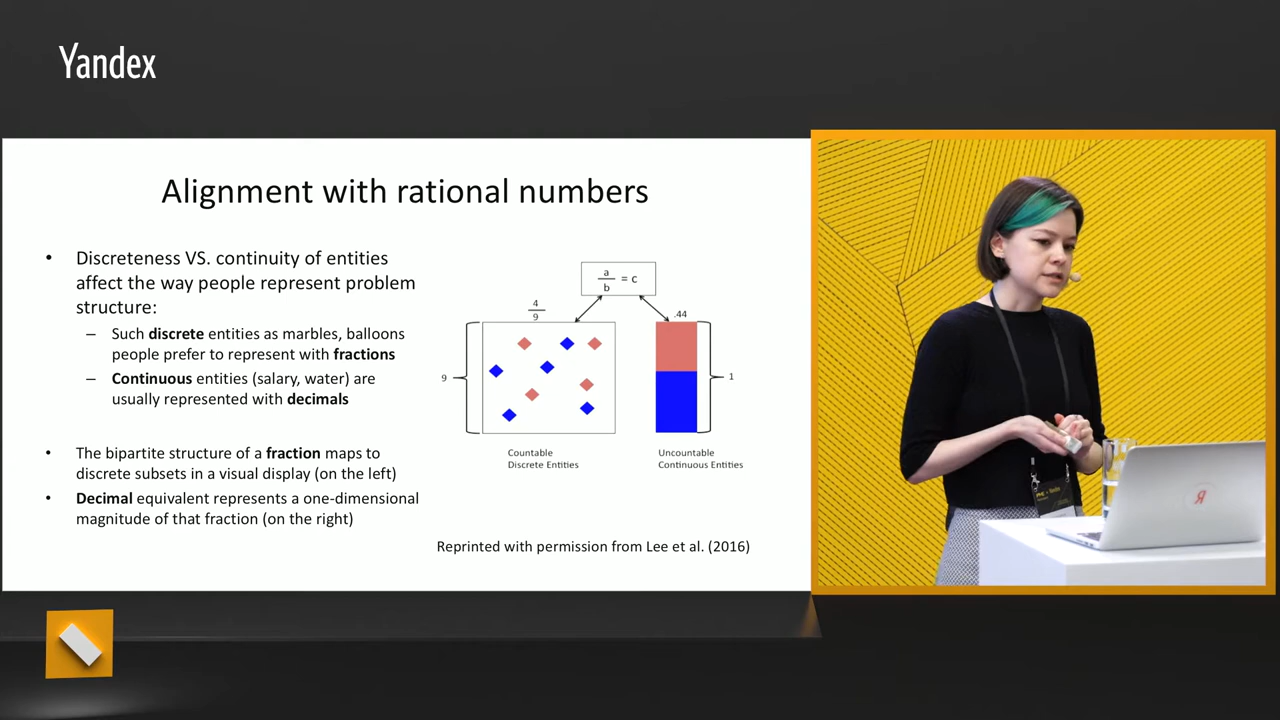 Yandex
Alignment with rational numbers
• Discreteness VS. continuity of entities
affect the way people represent problem
structure:
– Such discrete entities as marbles, balloons
people prefer to represent with fractions
– Continuous entities (salary, water) are
usually represented with decimals
• The bipartite structure of a fraction maps to
discrete subsets in a visual display (on the left)
• Decimal equivalent represents a one-dimensional
magnitude of that fraction (on the right)
a
b
= c
4
9
.44
9
1
Countable
Discrete Entities
Uncountable
Continuous Entities
Reprinted with permission from Lee et al. (2016)
Я